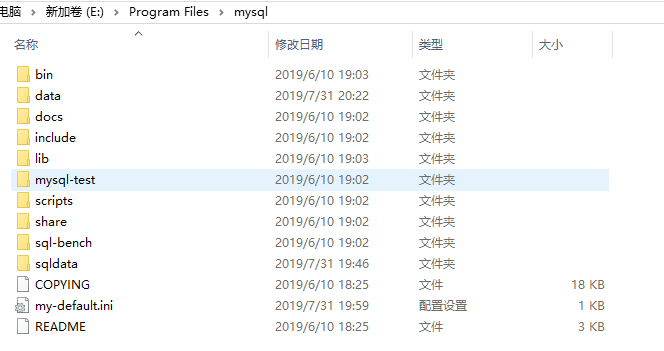 电脑 > 新加卷 (E:) > Program Files > mysql
名称 修改日期 类型 大小
bin 2019/6/10 19:03 文件夹
data 2019/7/31 20:22 文件夹
docs 2019/6/10 19:02 文件夹
include 2019/6/10 19:02 文件夹
lib 2019/6/10 19:03 文件夹
mysql-test 2019/6/10 19:02 文件夹
scripts 2019/6/10 19:02 文件夹
share 2019/6/10 19:02 文件夹
sql-bench 2019/6/10 19:02 文件夹
sqldata 2019/7/31 19:46 文件夹
COPYING 2019/6/10 18:25 文件 18 KB
my-default.ini 2019/7/31 19:59 配置设置 1 KB
README 2019/6/10 18:25 文件 3 KB